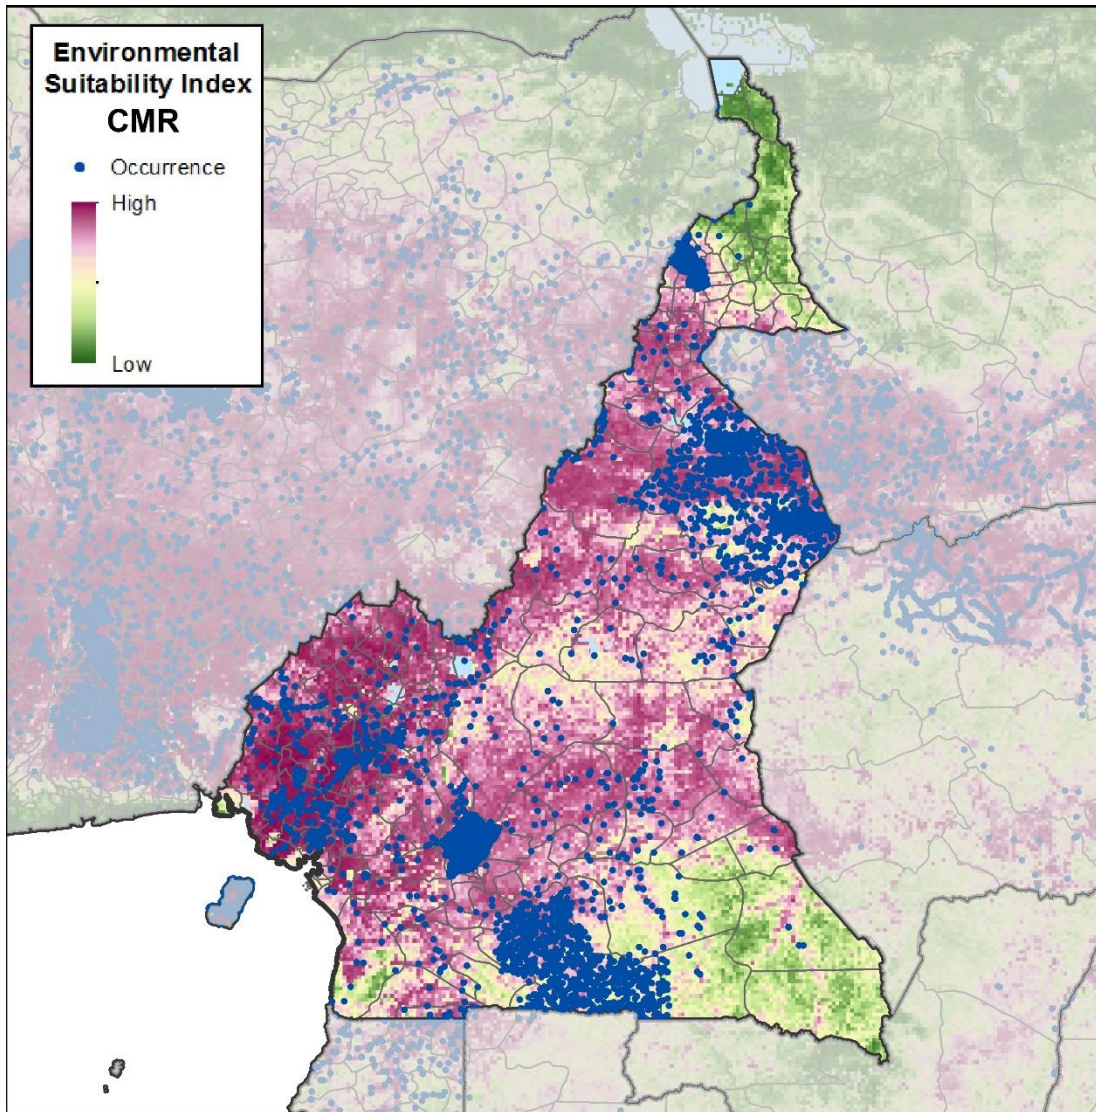 Environmental
Suitability Index
CMR
Occurrence
High
Low